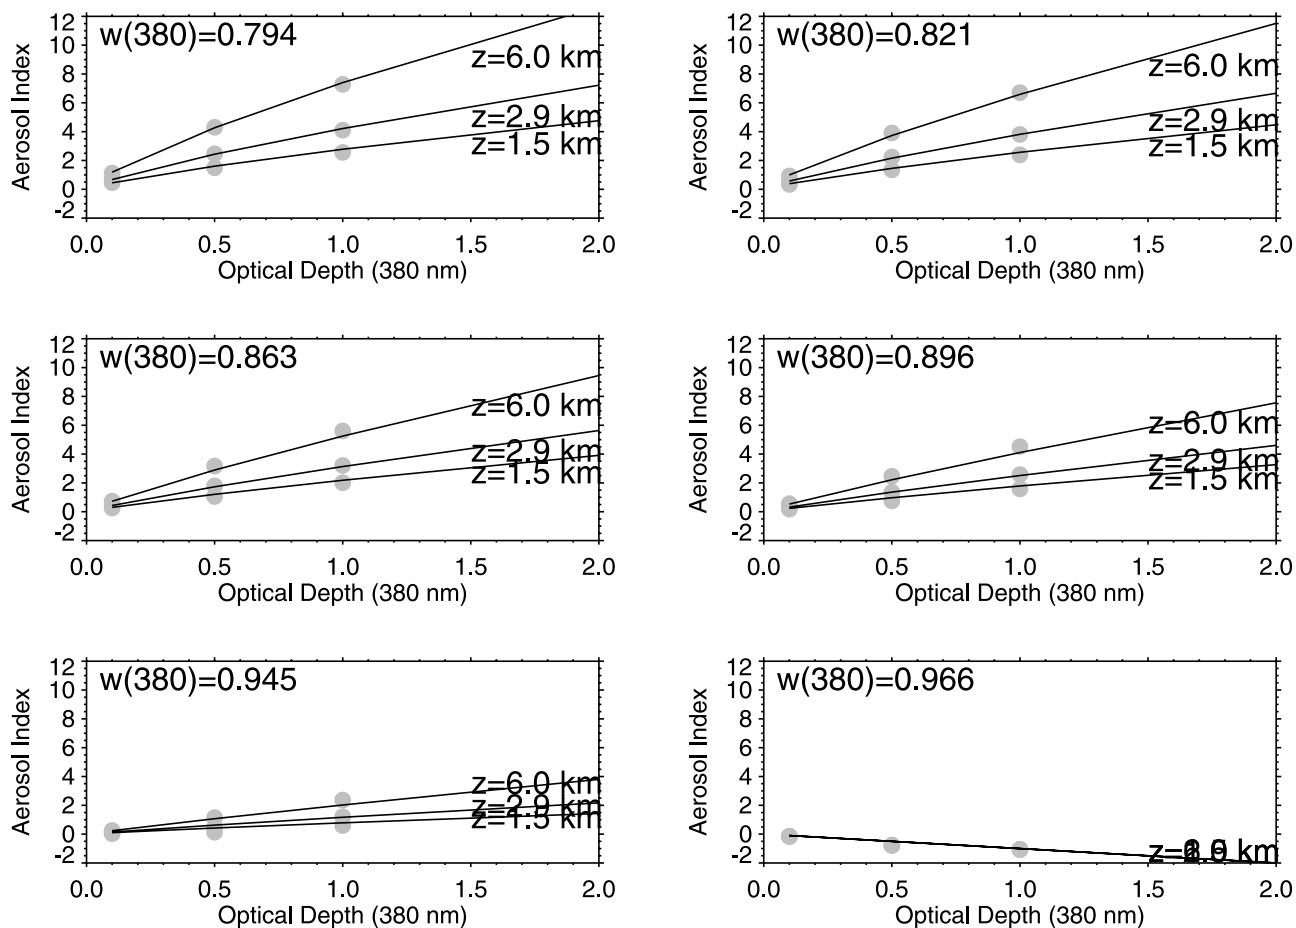 w(380)=0.794
z=6.0 km
z=2.9 km
z=1.5 km
Aerosol Index
12
10
8
6
4
2
0
-2
0.0 0.5 1.0 1.5 2.0
Optical Depth (380 nm)
w(380)=0.821
z=6.0 km
z=2.9 km
z=1.5 km
Aerosol Index
12
10
8
6
4
2
0
-2
0.0 0.5 1.0 1.5 2.0
Optical Depth (380 nm)
w(380)=0.863
z=6.0 km
z=2.9 km
z=1.5 km
Aerosol Index
12
10
8
6
4
2
0
-2
0.0 0.5 1.0 1.5 2.0
Optical Depth (380 nm)
w(380)=0.896
z=6.0 km
z=2.9 km
z=1.5 km
Aerosol Index
12
10
8
6
4
2
0
-2
0.0 0.5 1.0 1.5 2.0
Optical Depth (380 nm)
w(380)=0.945
z=6.0 km
z=2.9 km
z=1.5 km
Aerosol Index
12
10
8
6
4
2
0
-2
0.0 0.5 1.0 1.5 2.0
Optical Depth (380 nm)
w(380)=0.966
Aerosol Index
12
10
8
6
4
2
0
-2
0.0 0.5 1.0 1.5 2.0
Optical Depth (380 nm)